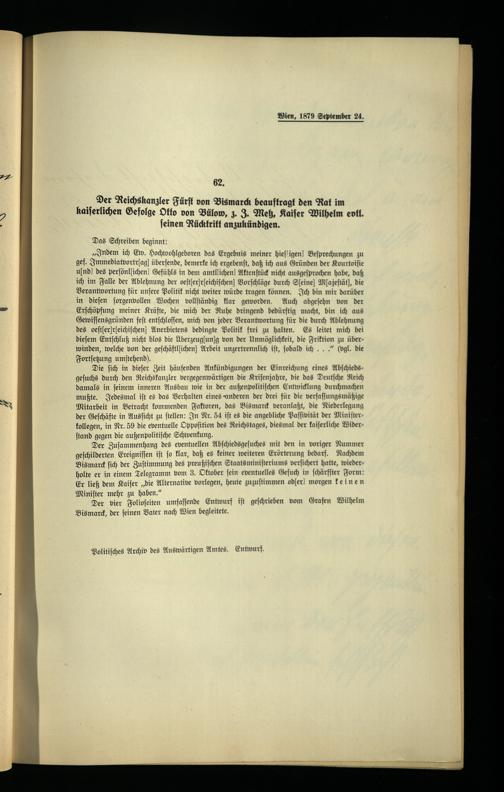 Wien, 1879 September 24.
62.
Der Reichskanzler Fürst von Bismarck beauftragt den Rat im
kaiserlichen Gefolge Otto von Bülow, z. Z. Metz, Kaiser Wilhelm evtl.
seinen Rücktritt anzukündigen.
Das Schreiben beginnt:
„Indem ich Ew. Hochwohlgeboren das Ergebnis meiner hies[igen] Besprechungen zu
gef. Immediatvortr[ag] übersende, bemerke ich ergebenst, daß ich aus Gründen der Kourtoisie
u[nd] des persönl[ichen] Gefühls in dem amtl[ichen] Aktenstück nicht ausgesprochen habe, daß
ich im Falle der Ablehnung der oest[er]r[eichischen] Vorschläge durch S[eine] M[ajestät], die
Verantwortung für unsere Politik nicht weiter würde tragen können. Ich bin mir darüber
in diesen sorgenvollen Wochen vollständig klar geworden. Auch abgesehen von der
Erschöpfung meiner Kräfte, die mich der Ruhe dringend bedürftig macht, bin ich aus
Gewissensgründen fest entschlossen, mich von jeder Verantwortung für die durch Ablehnung
des oest[er]r[eichischen] Anerbietens bedingte Politik frei zu halten. Es leitet mich bei
diesem Entschluß nicht blos die Überzeug[un]g von der Unmöglichkeit, die Friktion zu über-
winden, welche von der geschäftl[ichen] Arbeit unzertrennlich ist, sobald ich . . .“ (vgl. die
Fortsetzung umstehend).
Die sich in dieser Zeit häufenden Ankündigungen der Einreichung eines Abschieds-
gesuchs durch den Reichskanzler vergegenwärtigen die Krisenjahre, die das Deutsche Reich
damals in seinem inneren Ausbau wie in der außenpolitischen Entwicklung durchmachen
mußte. Jedesmal ist es das Verhalten eines anderen der drei für die verfassungsmäßige
Mitarbeit in Betracht kommenden Faktoren, das Bismarck veranlaßt, die Niederlegung
der Geschäfte in Aussicht zu stellen: In Nr. 54 ist es die angebliche Passivität der Minister-
kollegen, in Nr. 59 die eventuelle Opposition des Reichstages, diesmal der kaiserliche Wider-
stand gegen die außenpolitische Schwenkung.
Der Zusammenhang des eventuellen Abschiedsgesuches mit den in voriger Nummer
geschilderten Ereignissen ist so klar, daß es keiner weiteren Erörterung bedarf. Nachdem
Bismarck sich der Zustimmung des preußischen Staatsministeriums versichert hatte, wieder-
holte er in einem Telegramm vom 3. Oktober sein eventuelles Gesuch in schärfster Form:
Er ließ dem Kaiser „die Alternative vorlegen, heute zuzustimmen od[er] morgen keinen
Minister mehr zu haben.“
Der vier Folioseiten umfassende Entwurf ist geschrieben vom Grafen Wilhelm
Bismarck, der seinen Vater nach Wien begleitete.
Politisches Archiv des Auswärtigen Amtes. Entwurf.